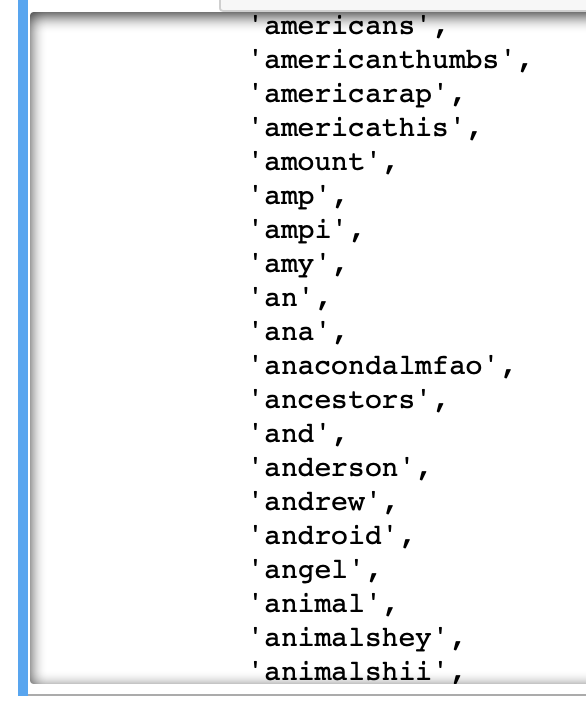 'americans',
'americanthumbs',
'americarap',
'americathis',
'amount',
'amp',
'ampi',
'amy',
'an',
'ana',
'anacondalmfao',
'ancestors',
'and',
'anderson',
'andrew',
'android',
'angel',
'animal',
'animalshey',
'animalshii',